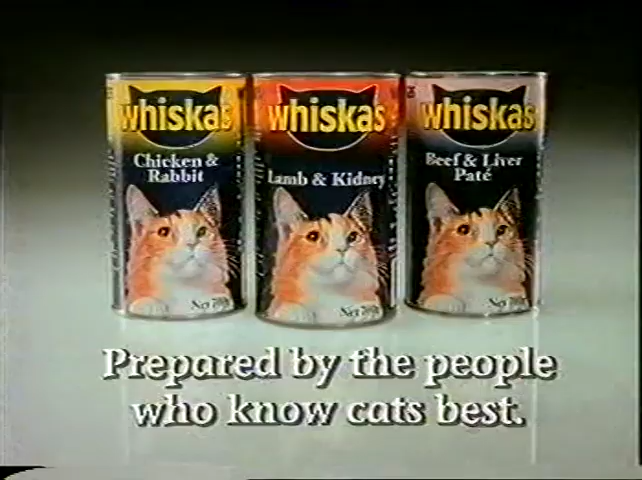 whiskas
Chicken &
Rabbit
whiskas
Lamb & Kidney
whiskas
Beef & Liver
Paté
Prepared by the people
who know cats best.